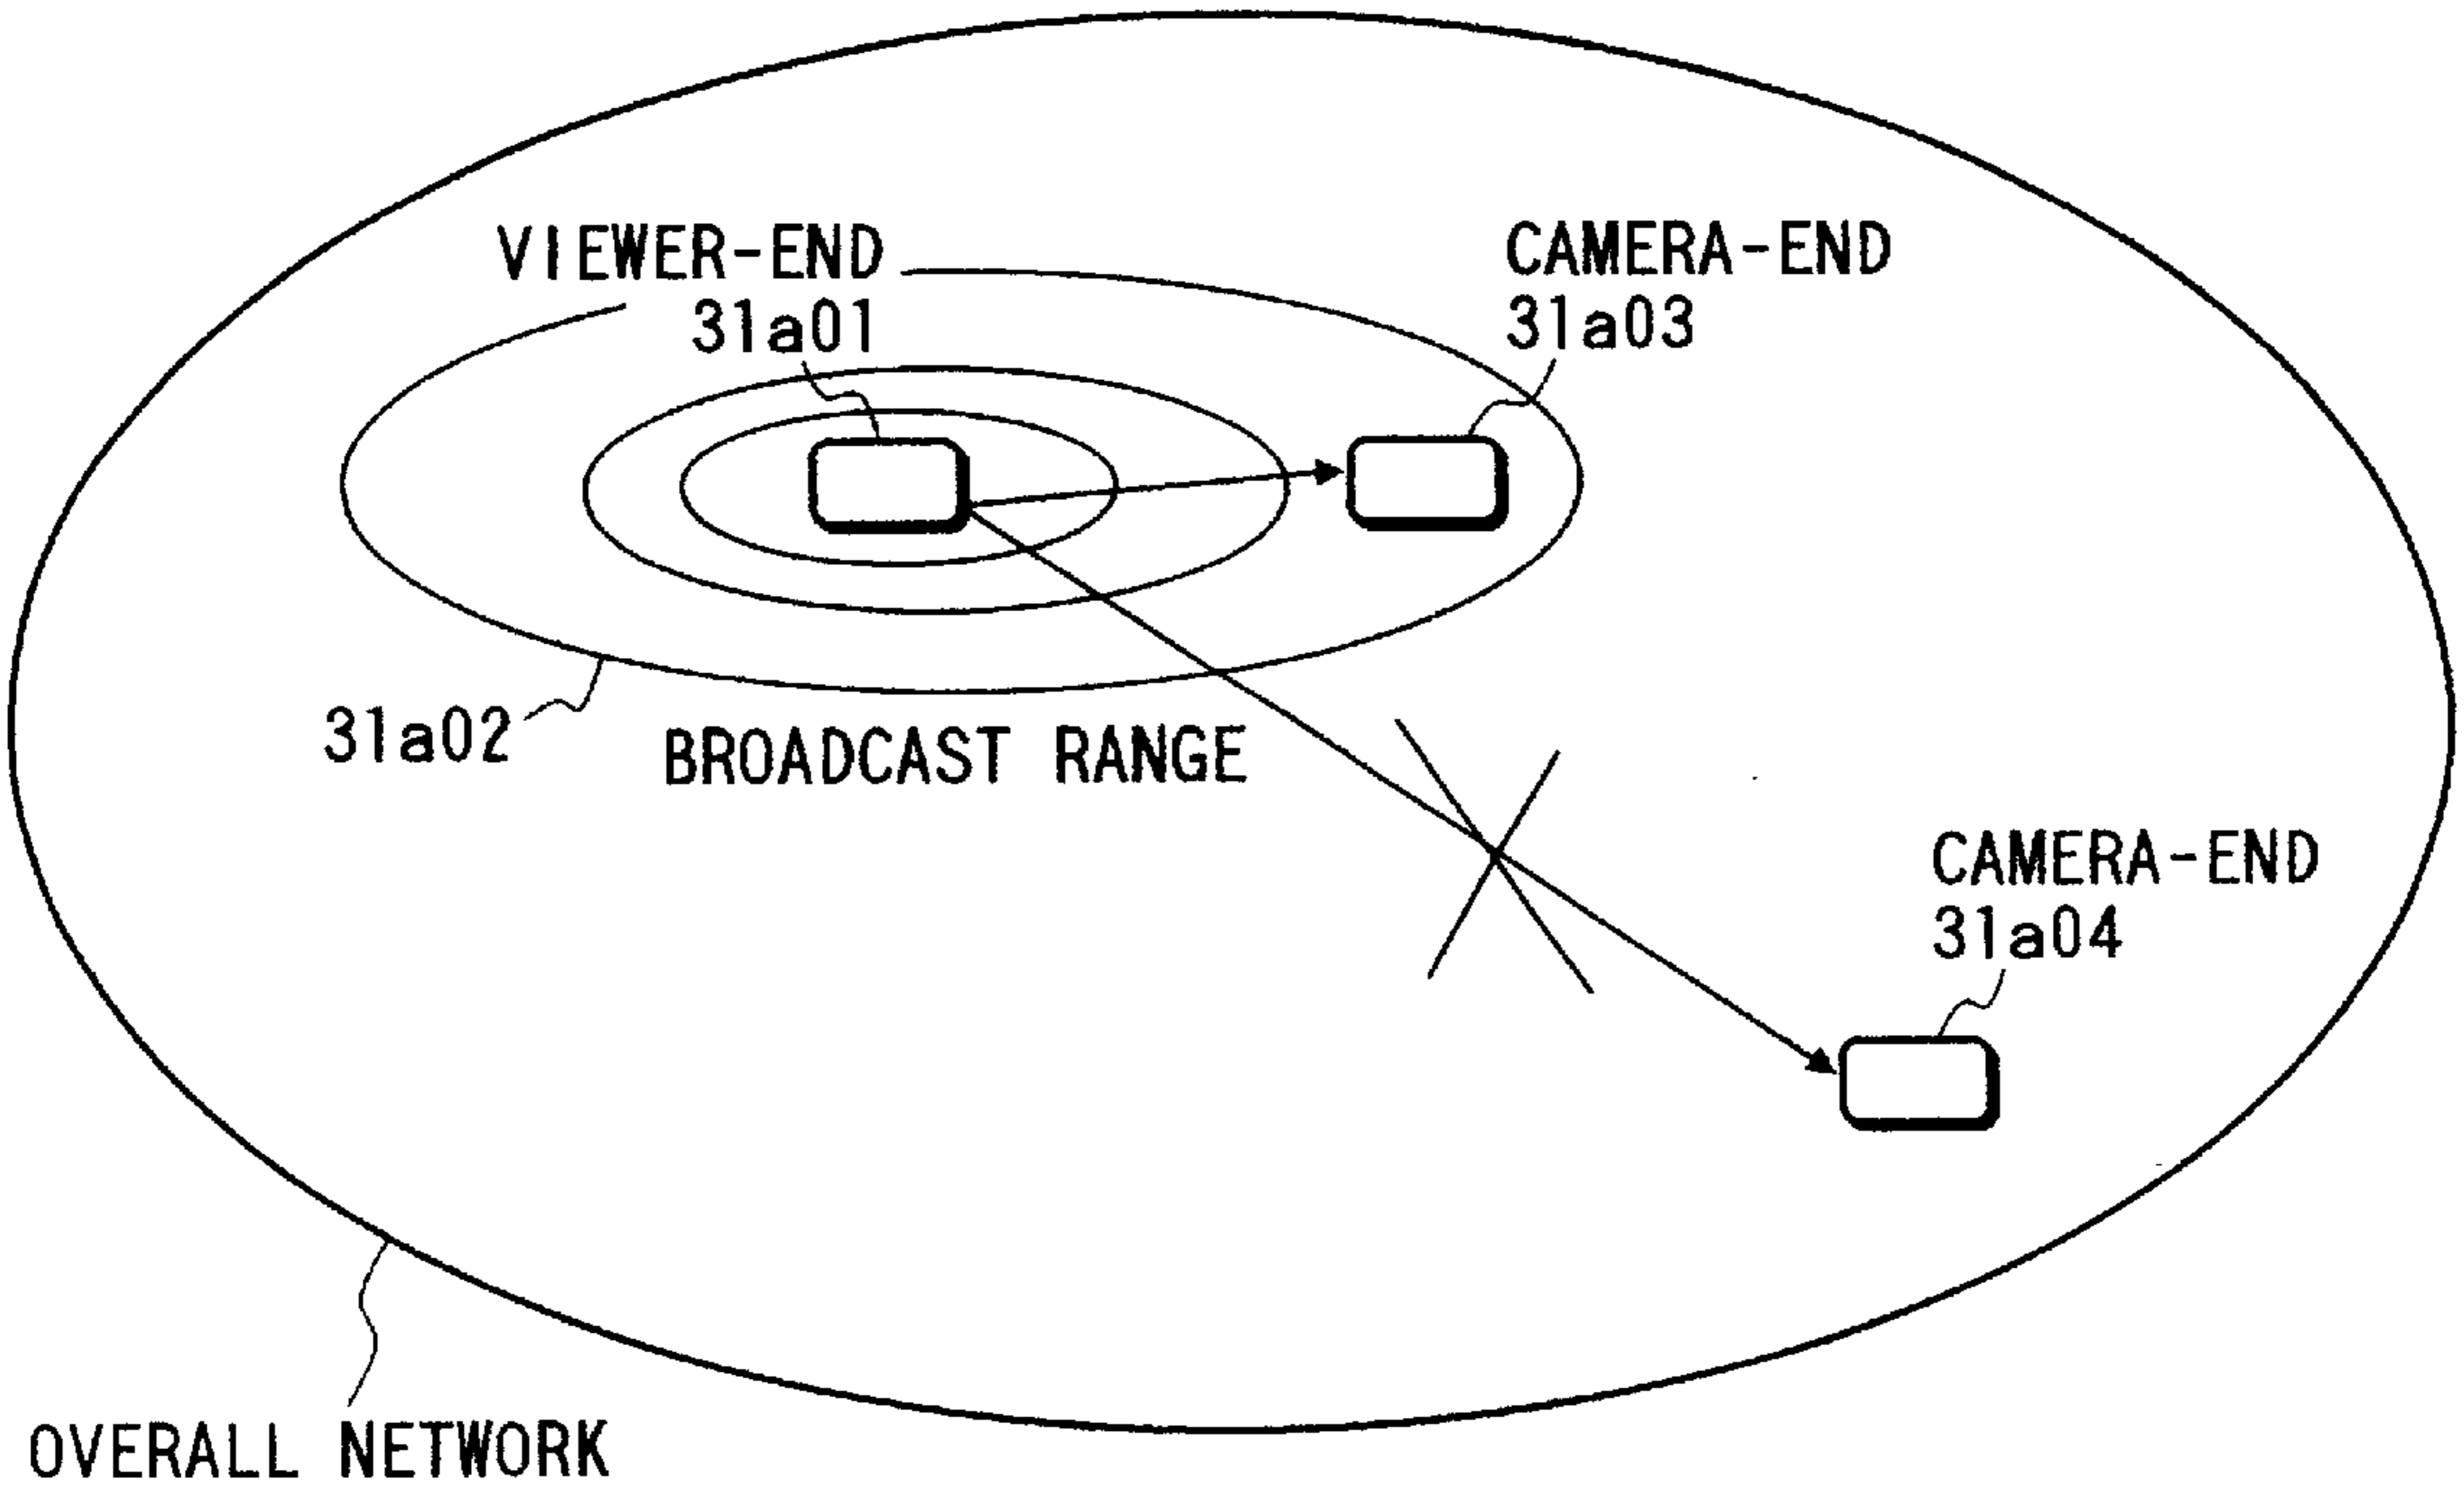 VIEWER-END
31a01
CAMERA-END
31a03
31a02
BROADCAST RANGE
CAMERA-END
31a04
OVERALL NETWORK